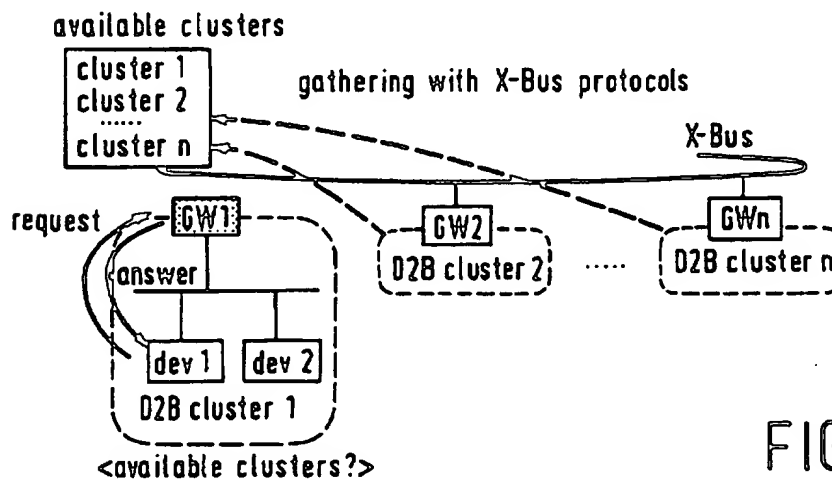 available clusters
cluster 1
cluster 2
......
cluster n
gathering with X-Bus protocols
X-Bus
request
GW1
GW2
GWn
answer
D2B cluster 2
.....
D2B cluster n
dev 1
dev 2
D2B cluster 1
<available clusters?>
FIG